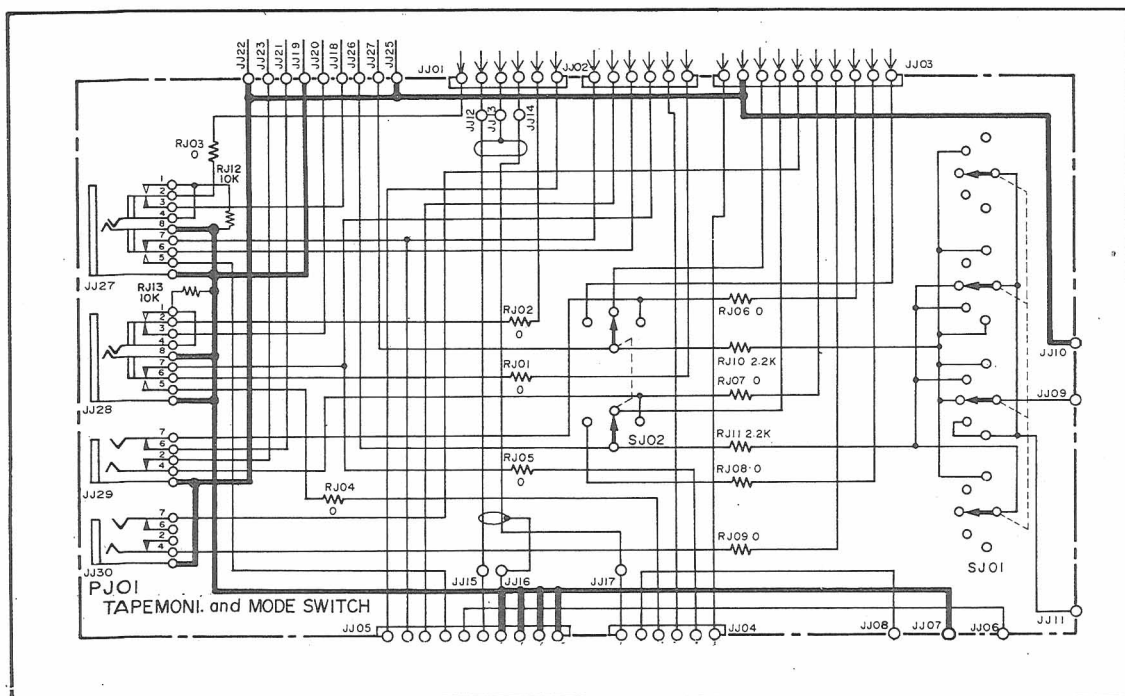 JJ22
JJ23
JJ21
JJ19
JJ20
JJ18
JJ26
JJ27
JJ25
JJ01
JJ02
JJ03
JJ12
JJ13
JJ14
RJ03
0
RJ12
10K
1
2
3
4
8
7
6
5
JJ27
RJ13
10K
1
2
3
4
8
7
6
5
JJ28
RJ02
0
RJ01
0
RJ06 0
RJ10 2.2K
RJ07 0
SJ02
RJ11 2.2K
RJ08 0
RJ05
0
RJ04
0
RJ09 0
7
6
2
4
JJ29
7
6
2
4
JJ30
JJ10
JJ09
SJ01
JJ15
JJ16
JJ17
PJ01
TAPEMONI. and MODE SWITCH
JJ05
JJ04
JJ08
JJ07
JJ06
JJ11